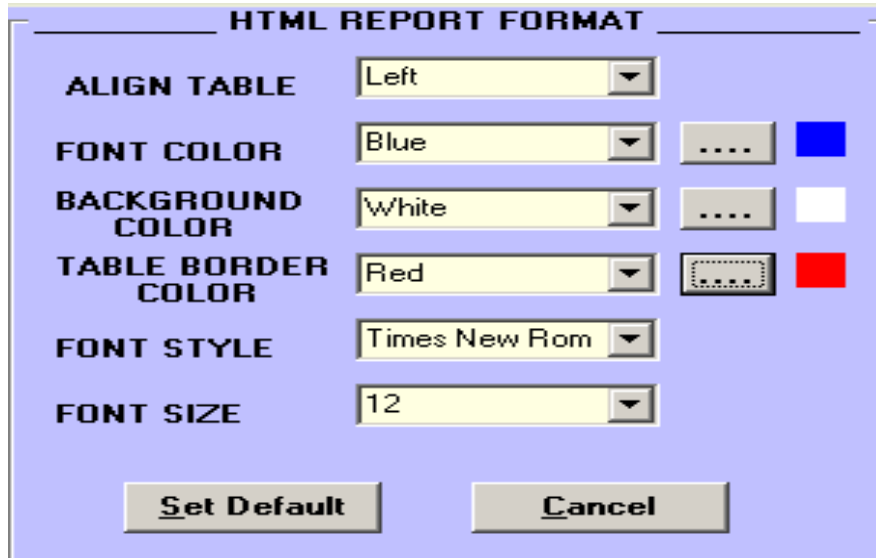 HTML REPORT FORMAT
ALIGN TABLE
Left
FONT COLOR
Blue
....
BACKGROUND
COLOR
White
....
TABLE BORDER
COLOR
Red
....
FONT STYLE
Times New Rom
FONT SIZE
12
Set Default
Cancel